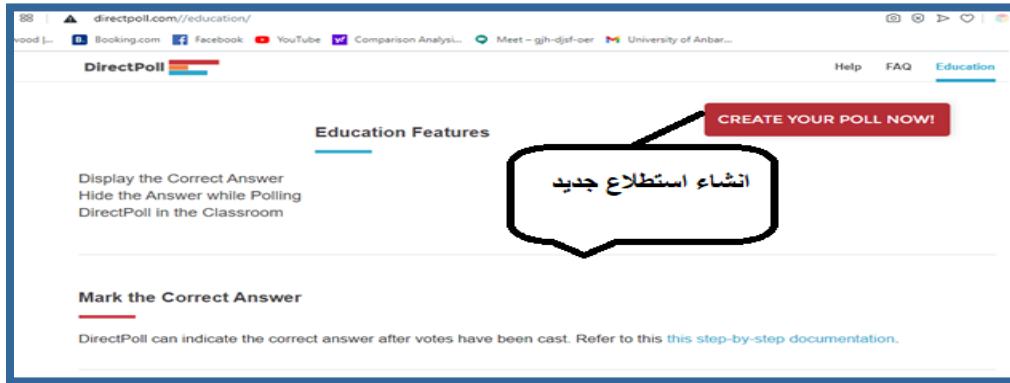 88 directpoll.com//education/
wood |... Booking.com Facebook YouTube Comparison Analysi... Meet – gjh-djsf-oer University of Anbar...
DirectPoll Help FAQ Education
CREATE YOUR POLL NOW!
Education Features
انشاء استطلاع جديد
Display the Correct Answer
Hide the Answer while Polling
DirectPoll in the Classroom
Mark the Correct Answer
DirectPoll can indicate the correct answer after votes have been cast. Refer to this this step-by-step documentation.